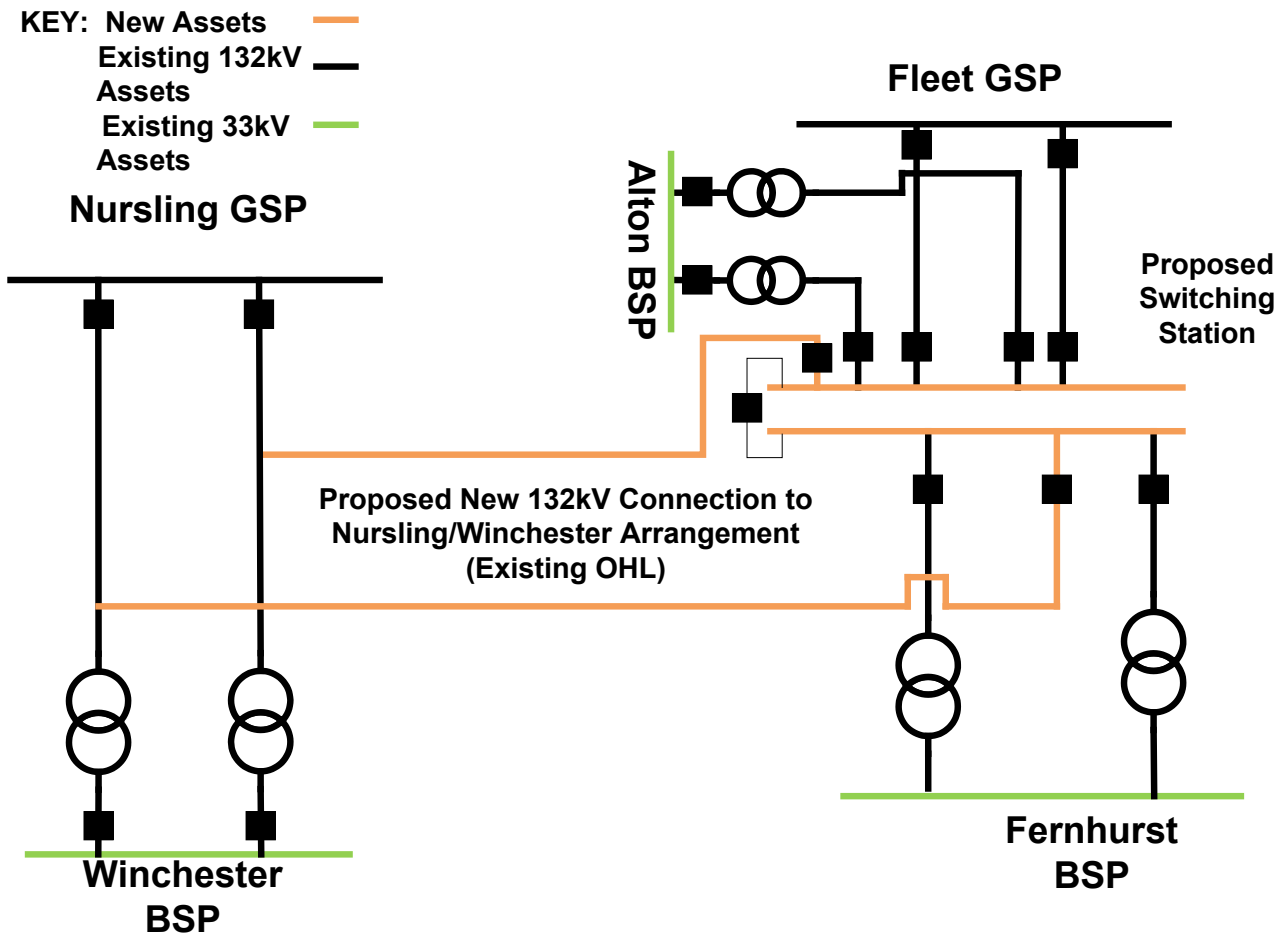 KEY: New Assets
Existing 132kV
Assets
Existing 33kV
Assets
Nursling GSP
Fleet GSP
Alton BSP
Proposed
Switching
Station
Proposed New 132kV Connection to
Nursling/Winchester Arrangement
(Existing OHL)
Winchester
BSP
Fernhurst
BSP